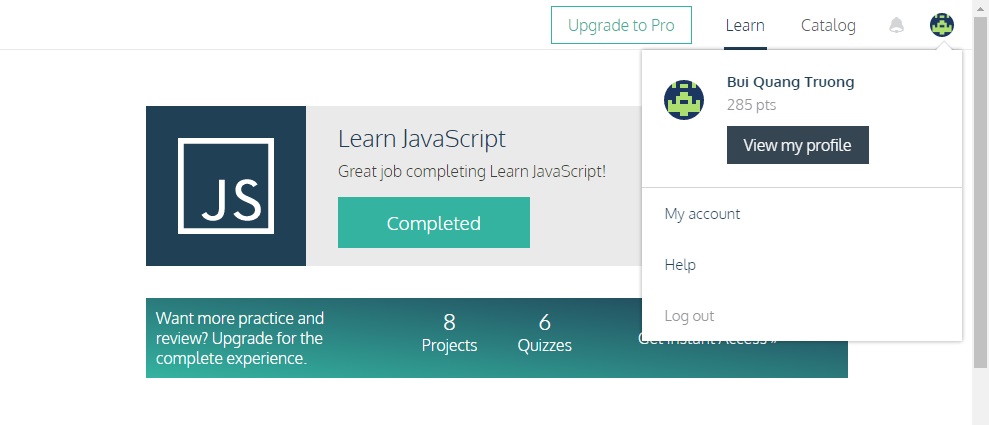 Upgrade to Pro
Learn
Catalog
Bui Quang Truong
285 pts
View my profile
My account
Help
Log out
JS
Learn JavaScript
Great job completing Learn JavaScript!
Completed
Want more practice and
review? Upgrade for the
complete experience.
8
Projects
6
Quizzes
Get Instant Access »